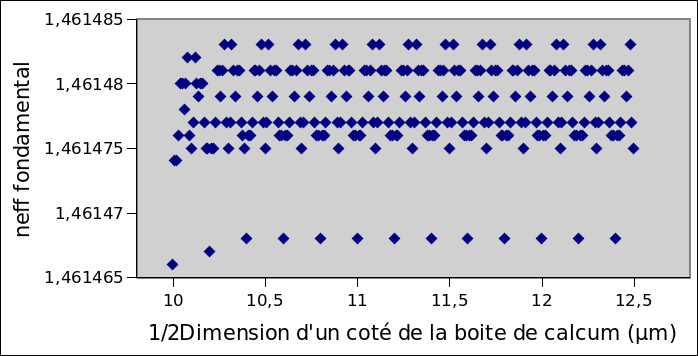 1,461485
1,46148
1,461475
1,46147
1,461465
neff fondamental
10 10,5 11 11,5 12 12,5
1/2Dimension d'un coté de la boite de calcum (µm)